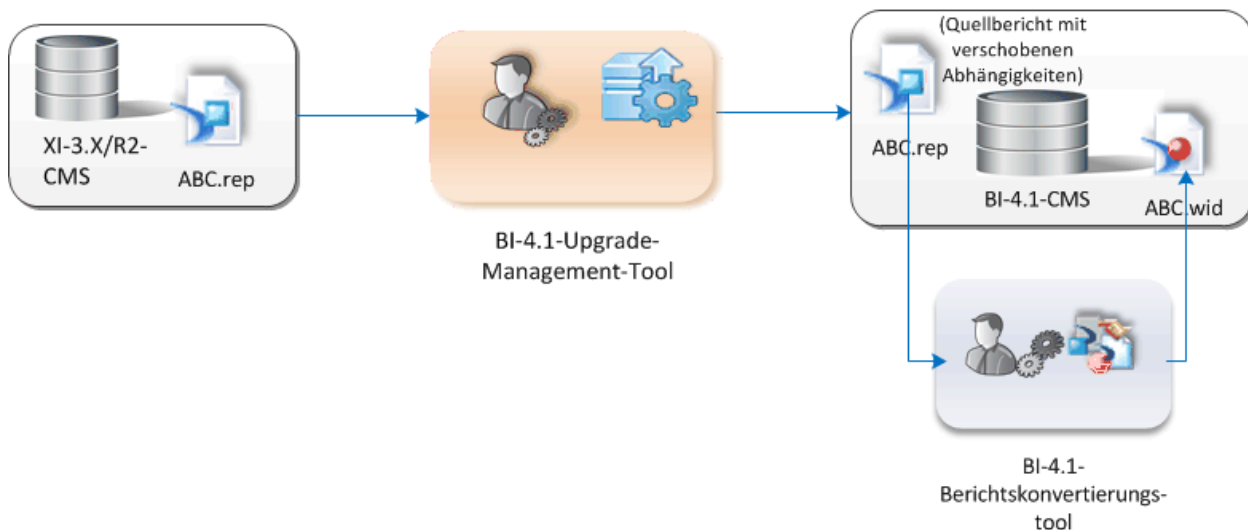 XI-3.X/R2-
CMS
ABC.rep
BI-4.1-Upgrade-
Management-Tool
(Quellbericht mit
verschobenen
Abhängigkeiten)
ABC.rep
BI-4.1-CMS
ABC.wid
BI-4.1-
Berichtskonvertierungs-
tool